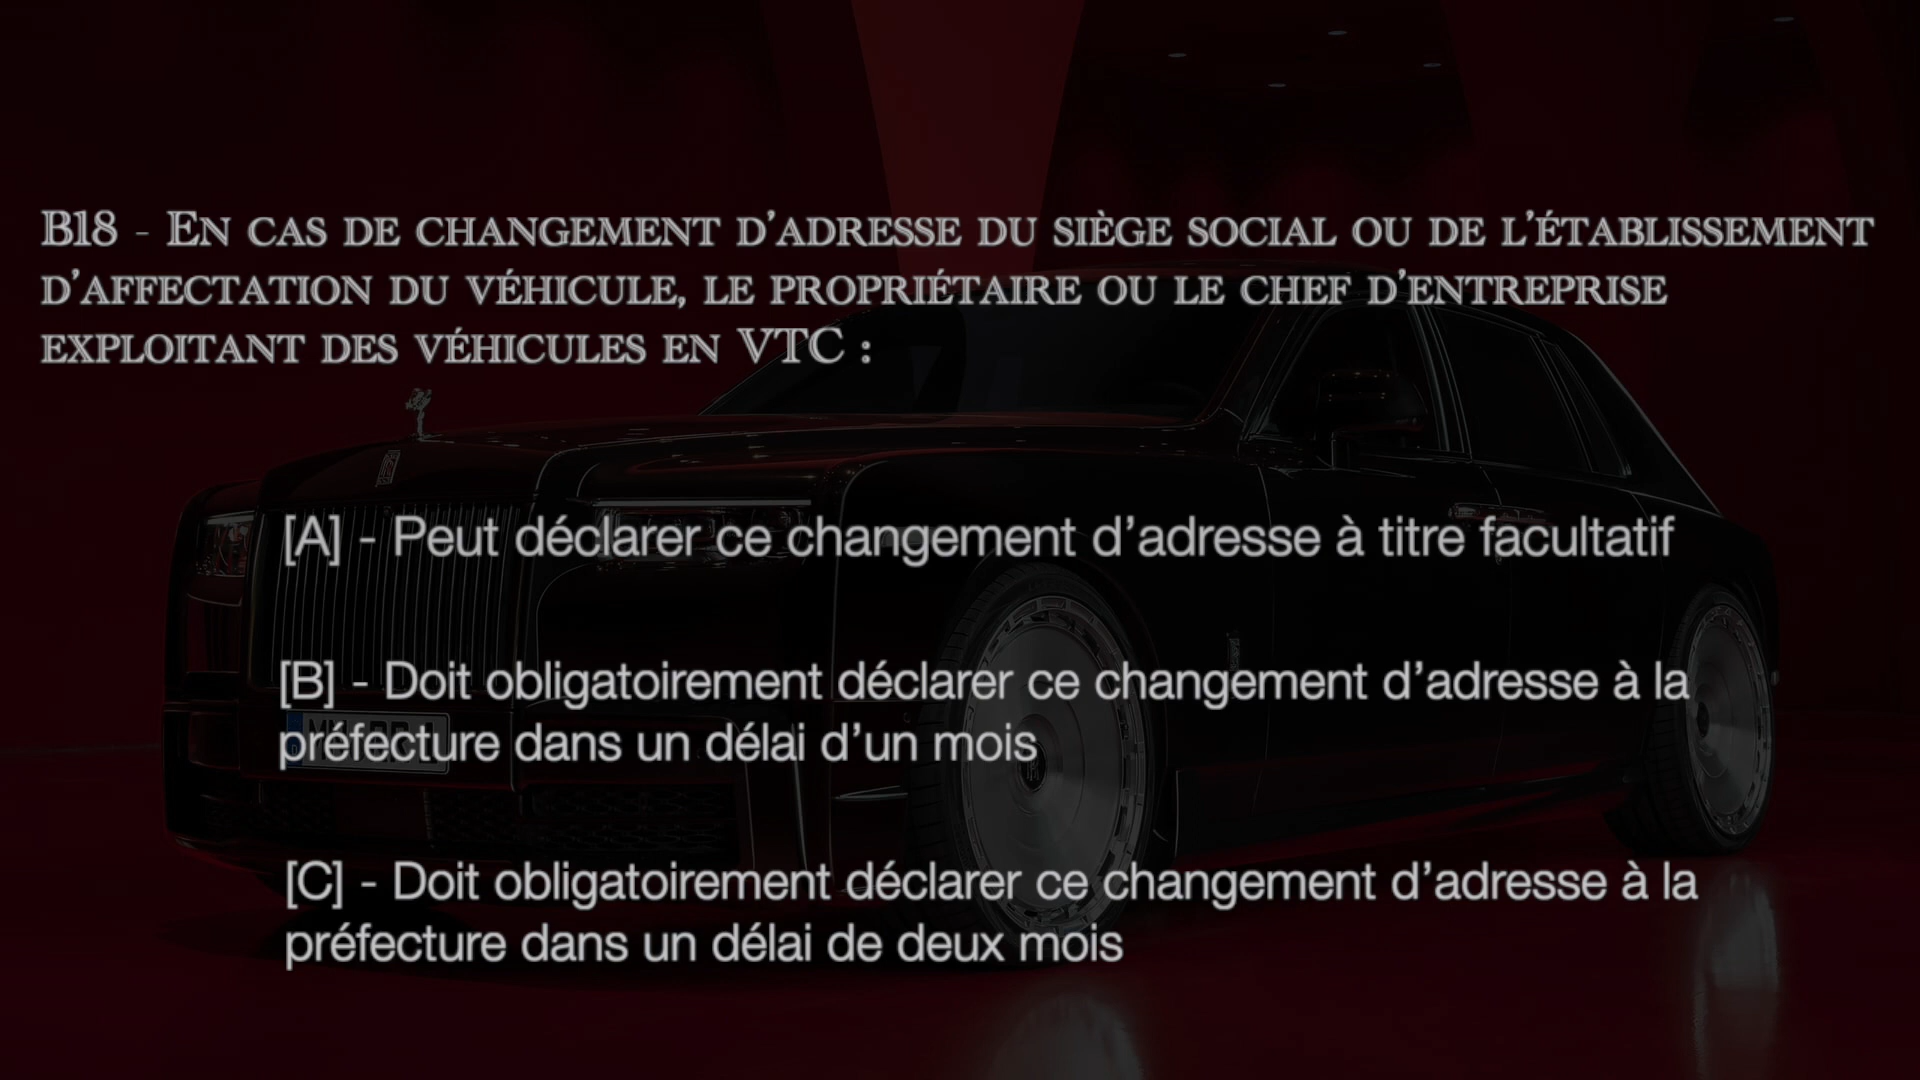 B18 - En cas de changement d’adresse du siège social ou de l’établissement
d’affectation du véhicule, le propriétaire ou le chef d’entreprise
exploitant des véhicules en VTC :
[A] - Peut déclarer ce changement d’adresse à titre facultatif
[B] - Doit obligatoirement déclarer ce changement d’adresse à la
préfecture dans un délai d’un mois
[C] - Doit obligatoirement déclarer ce changement d’adresse à la
préfecture dans un délai de deux mois